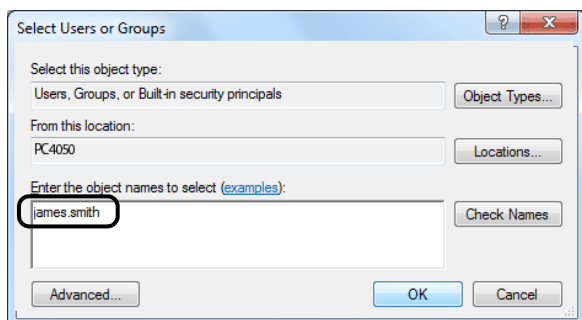 Select Users or Groups
Select this object type:
Users, Groups, or Built-in security principals
Object Types...
From this location:
PC4050
Locations...
Enter the object names to select (examples):
james.smith
Check Names
Advanced...
OK
Cancel